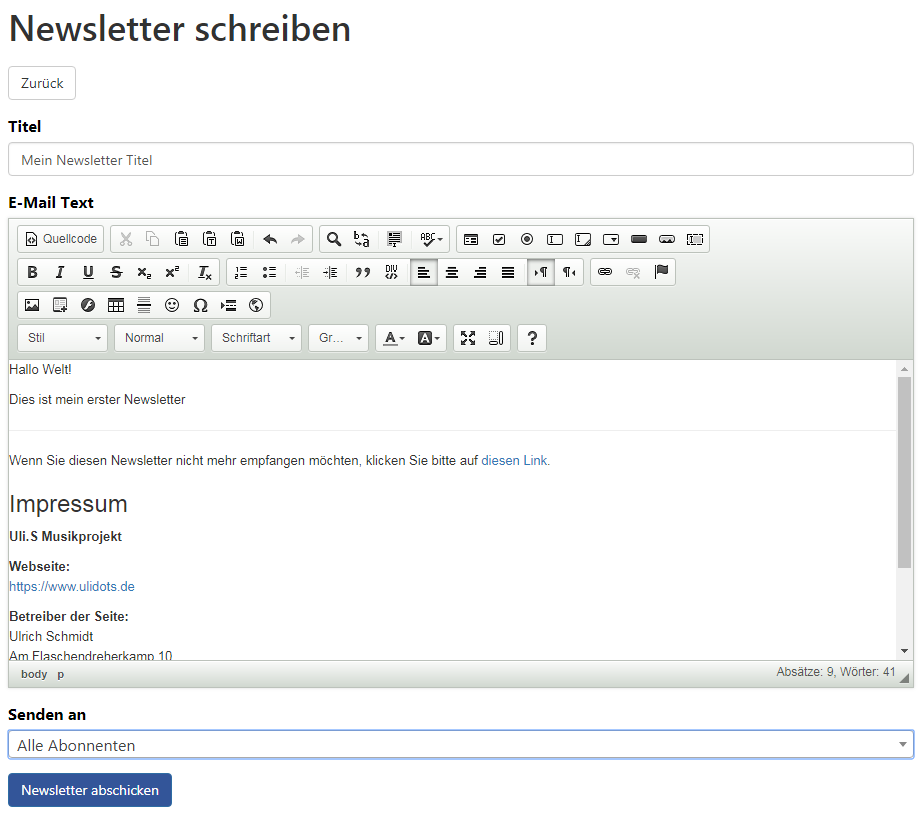 Newsletter schreiben
Zurück
Titel
Mein Newsletter Titel
E-Mail Text
Quellcode
Stil Normal Schriftart Gr... A A ?
Hallo Welt!
Dies ist mein erster Newsletter
Wenn Sie diesen Newsletter nicht mehr empfangen möchten, klicken Sie bitte auf diesen Link.
Impressum
Uli.S Musikprojekt
Webseite:
https://www.ulidots.de
Betreiber der Seite:
Ulrich Schmidt
Am Flaschendreherkamp 10
body p Absätze: 9, Wörter: 41
Senden an
Alle Abonnenten
Newsletter abschicken